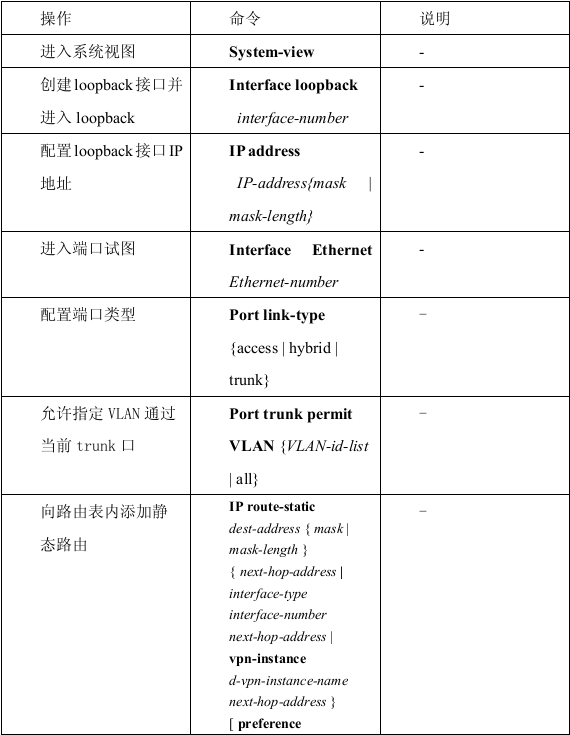 操作
命令
说明
进入系统视图
System-view
-
创建loopback接口并
进入 loopback
Interface loopback
interface-number
-
配置loopback接口IP
地址
IP address
IP-address{mask |
mask-length}
-
进入端口试图
Interface Ethernet
Ethernet-number
-
配置端口类型
Port link-type
{access | hybrid |
trunk}
–
允许指定 VLAN 通过
当前 trunk 口
Port trunk permit
VLAN {VLAN-id-list
| all}
–
向路由表内添加静
态路由
IP route-static
dest-address { mask |
mask-length }
{ next-hop-address |
interface-type
interface-number
next-hop-address |
vpn-instance
d-vpn-instance-name
next-hop-address }
[ preference
–